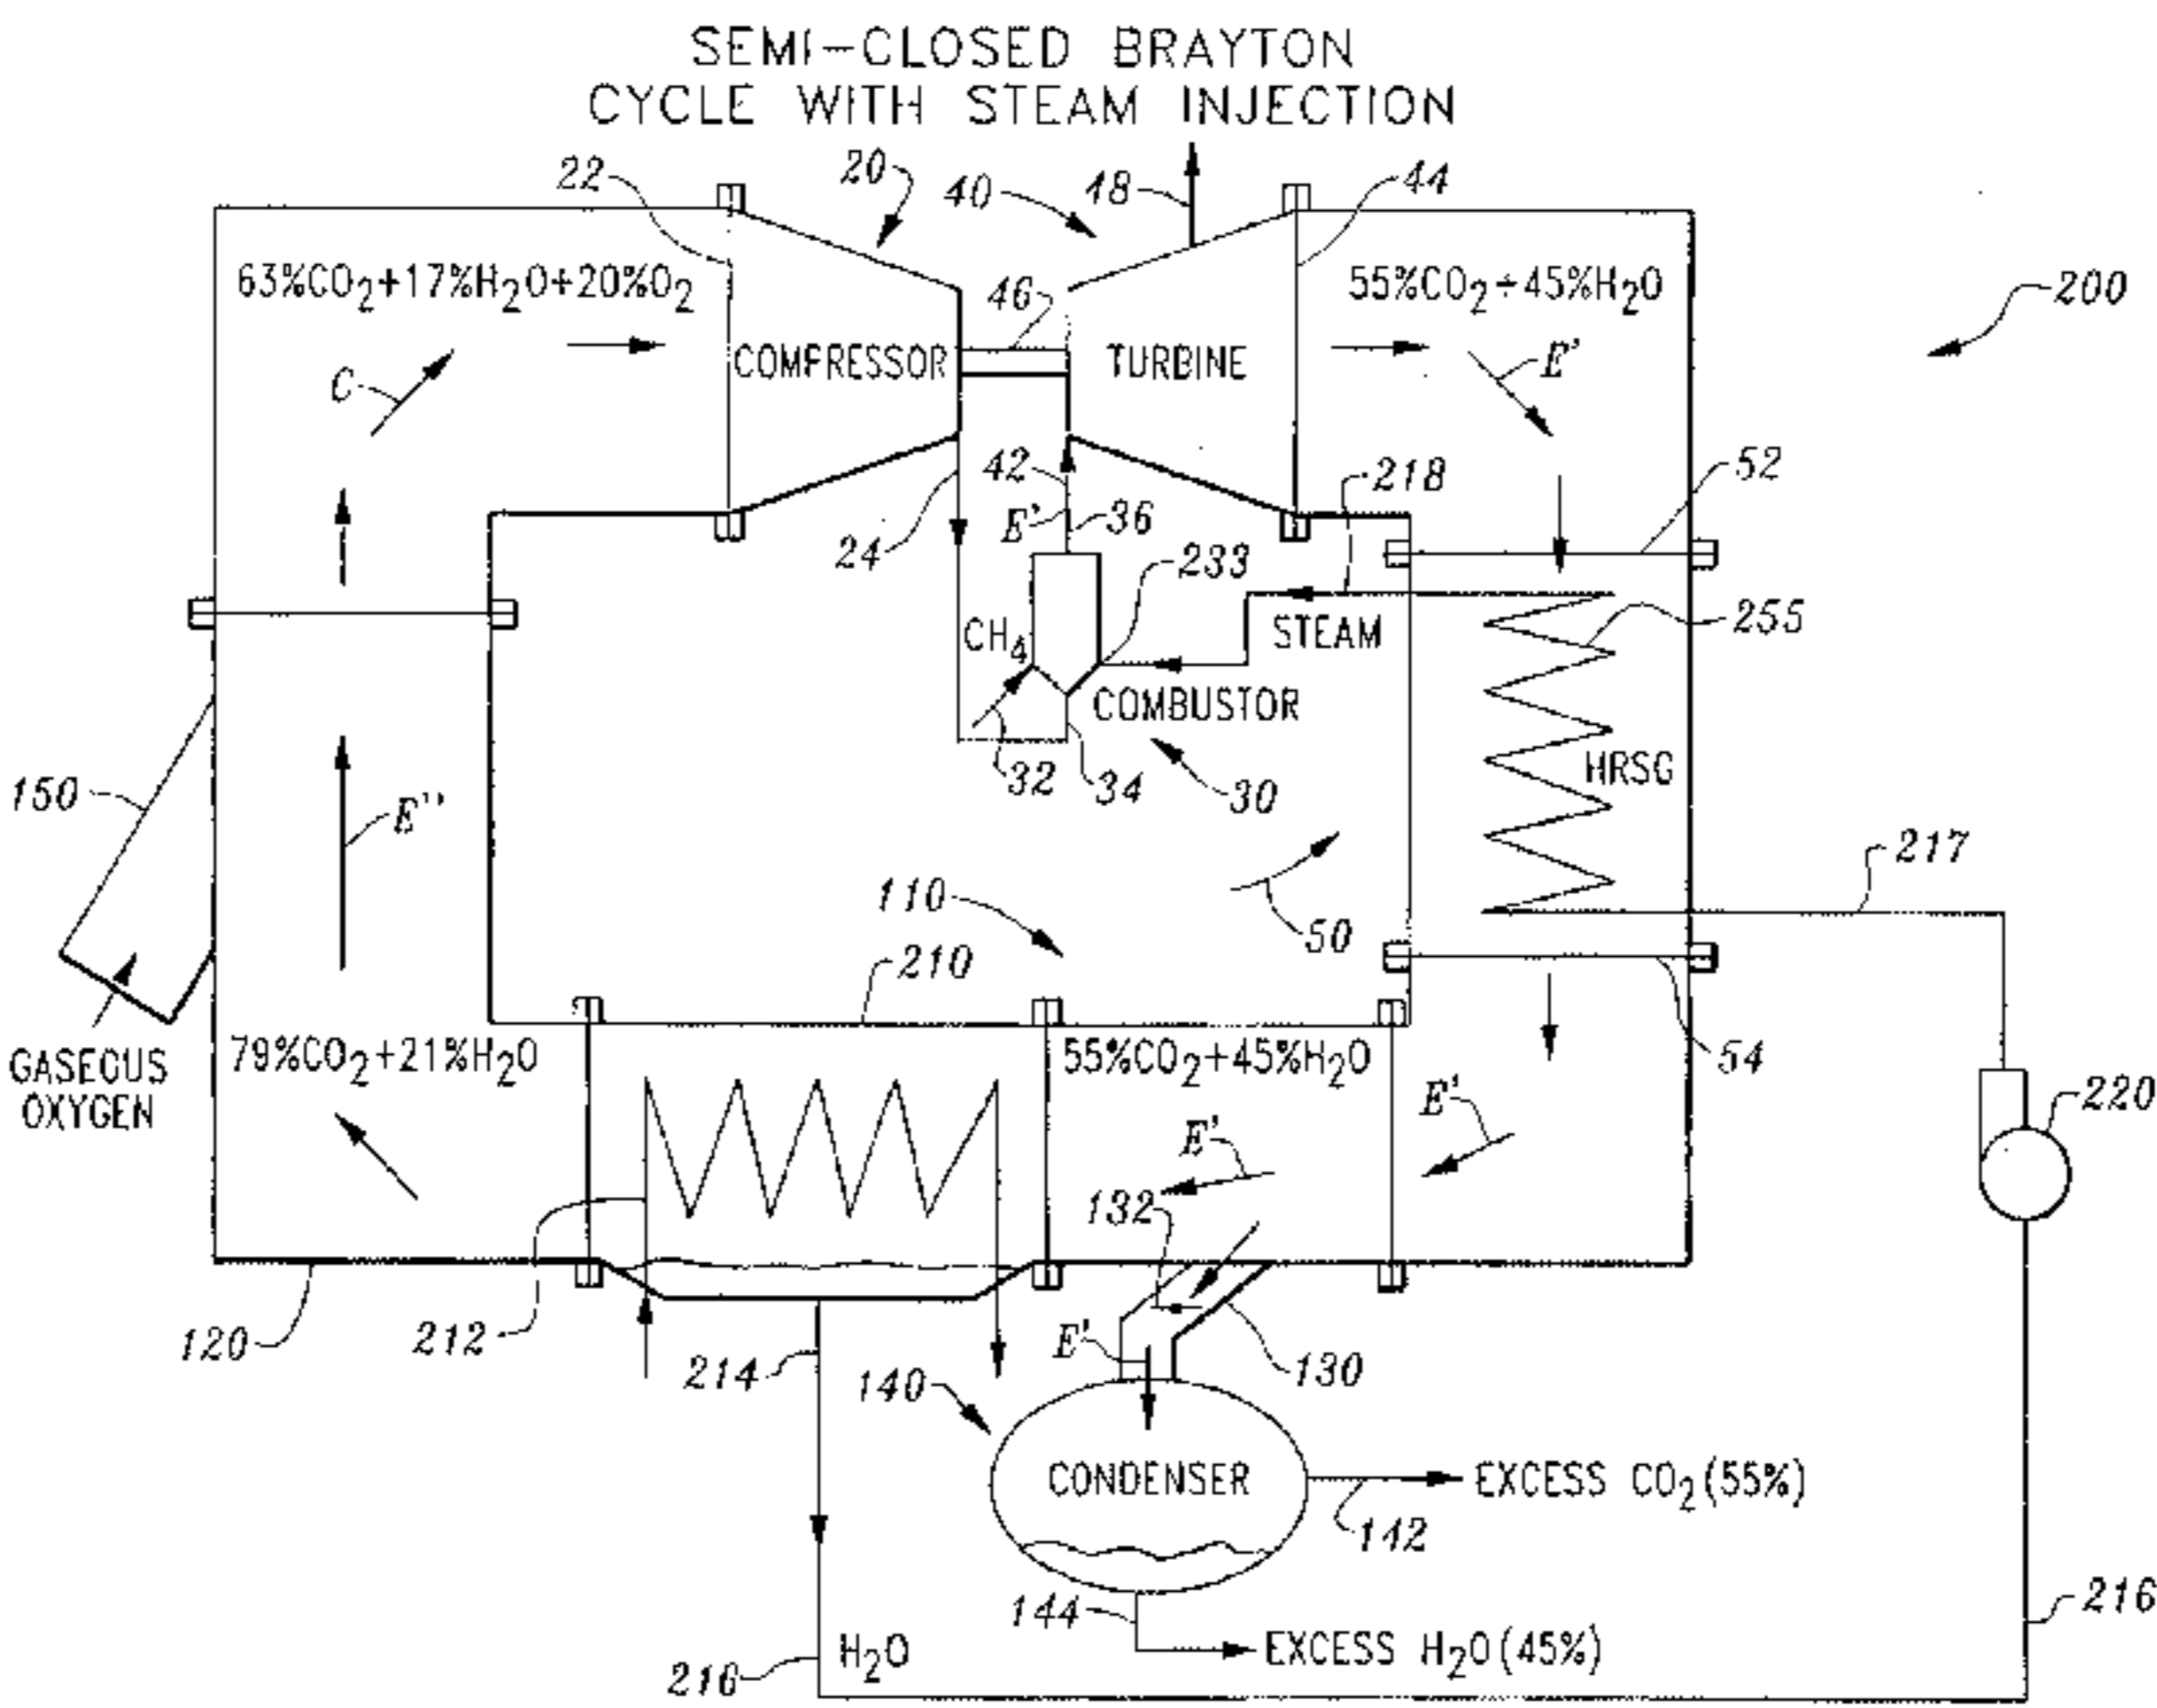 SEMI-CLOSED BRAYTON
CYCLE WITH STEAM INJECTION
22
20
40
48
44
63%CO2+17%H2O+20%O2
46
55%CO2+45%H2O
200
COMPRESSOR
TURBINE
C
E'
42
218
52
24
E'
36
233
CH4
STEAM
255
COMBUSTOR
32
34
30
HRSG
150
E"
217
110
50
210
GASEOUS
OXYGEN
79%CO2+21%H2O
55%CO2+45%H2O
54
E'
E'
220
132
120
212
214
E'
130
140
CONDENSER
EXCESS CO2(55%)
142
144
216
H2O
EXCESS H2O(45%)
216